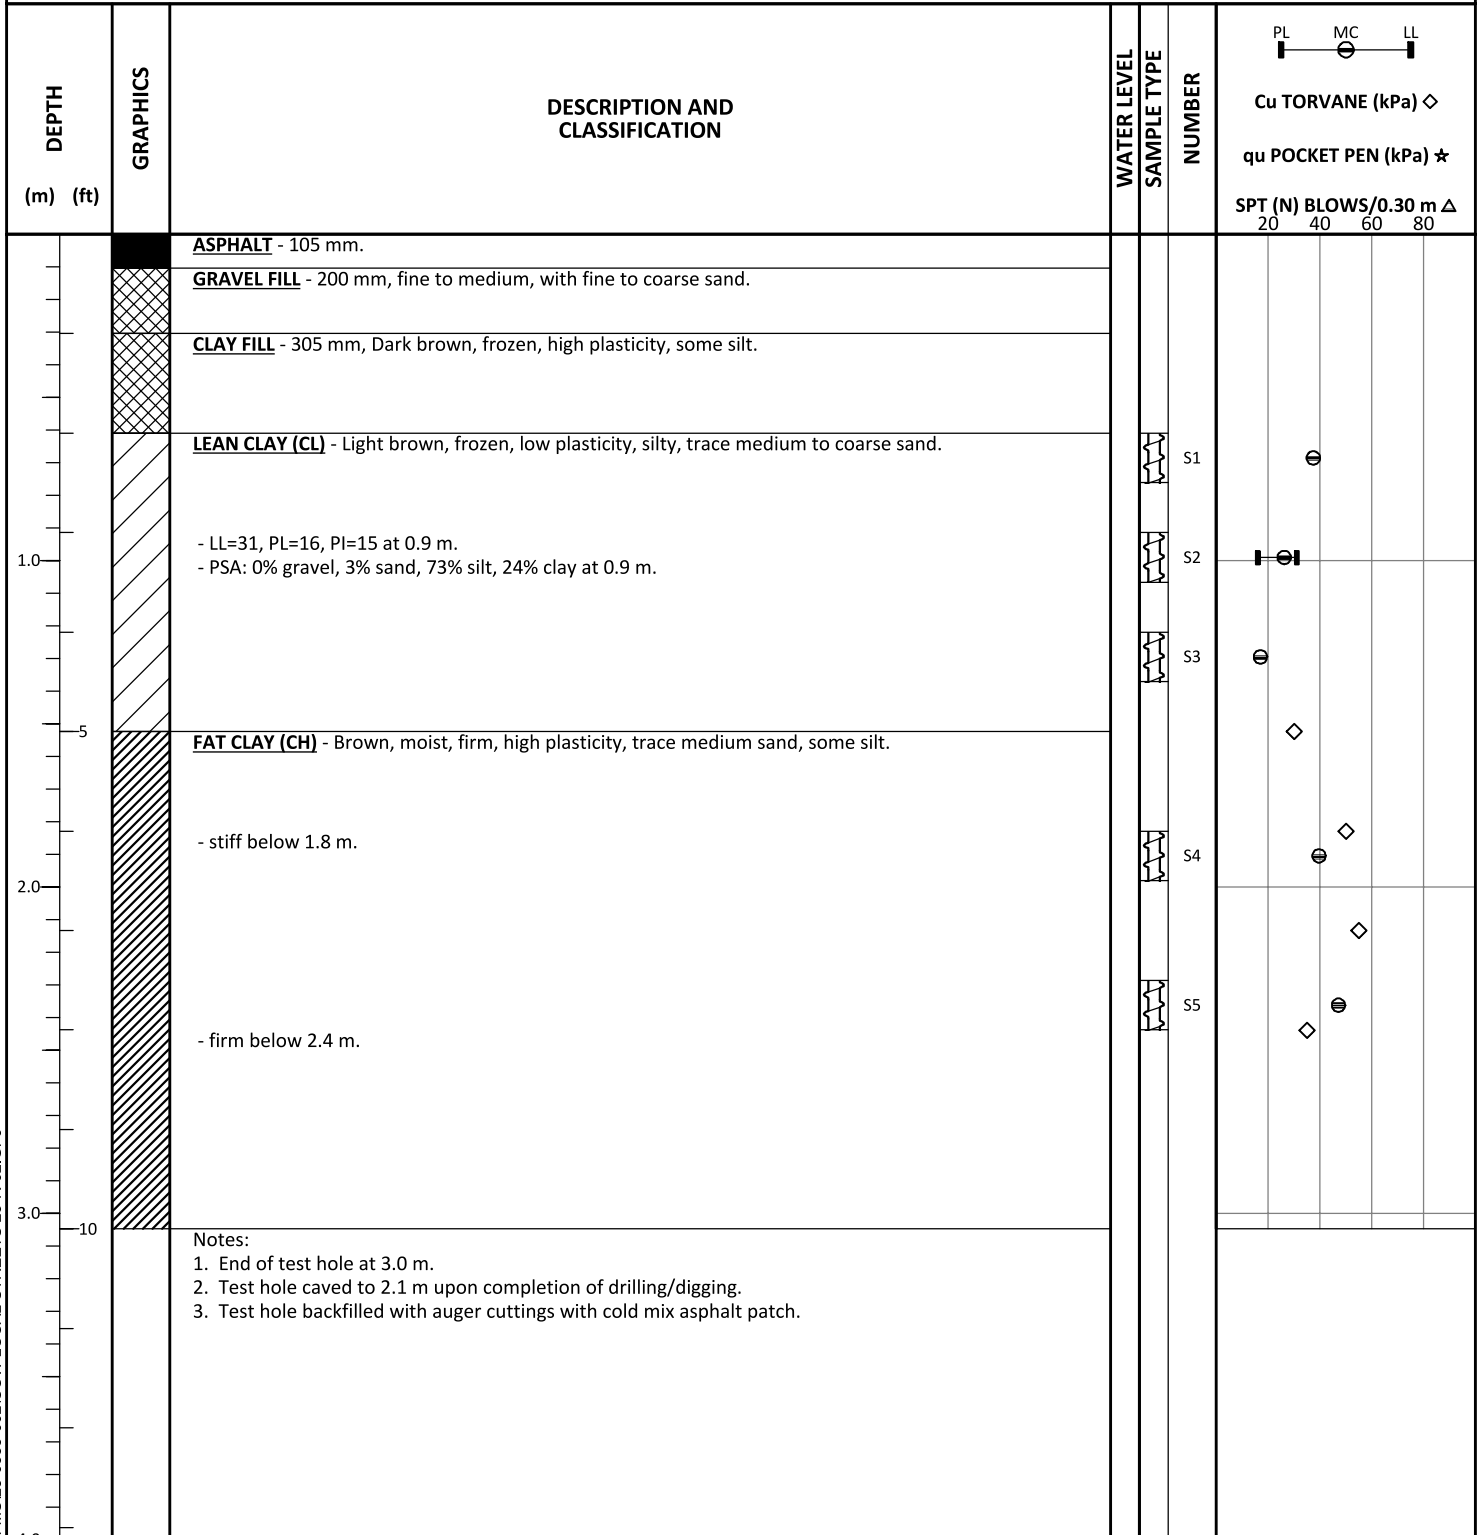 DEPTH
(m) (ft)
GRAPHICS
DESCRIPTION AND
CLASSIFICATION
WATER LEVEL
SAMPLE TYPE
NUMBER
PL MC LL
Cu TORVANE (kPa)
qu POCKET PEN (kPa)
SPT (N) BLOWS/0.30 m
20 40 60 80
ASPHALT - 105 mm.
GRAVEL FILL - 200 mm, fine to medium, with fine to coarse sand.
CLAY FILL - 305 mm, Dark brown, frozen, high plasticity, some silt.
LEAN CLAY (CL) - Light brown, frozen, low plasticity, silty, trace medium to coarse sand.
S1
- LL=31, PL=16, PI=15 at 0.9 m.
1.0
S2
- PSA: 0% gravel, 3% sand, 73% silt, 24% clay at 0.9 m.
S3
5
FAT CLAY (CH) - Brown, moist, firm, high plasticity, trace medium sand, some silt.
- stiff below 1.8 m.
S4
2.0
S5
- firm below 2.4 m.
3.0
10
Notes:
1. End of test hole at 3.0 m.
2. Test hole caved to 2.1 m upon completion of drilling/digging.
3. Test hole backfilled with auger cuttings with cold mix asphalt patch.